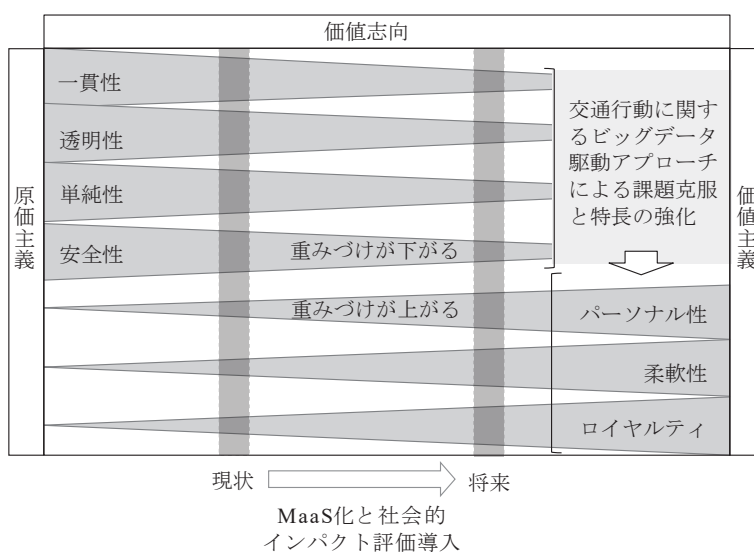 価値志向
原価主義
一貫性
透明性
単純性
安全性
重みづけが下がる
重みづけが上がる
交通行動に関す
るビッグデータ
駆動アプローチ
による課題克服
と特長の強化
パーソナル性
柔軟性
ロイヤルティ
価値主義
現状
将来
MaaS化と社会的
インパクト評価導入